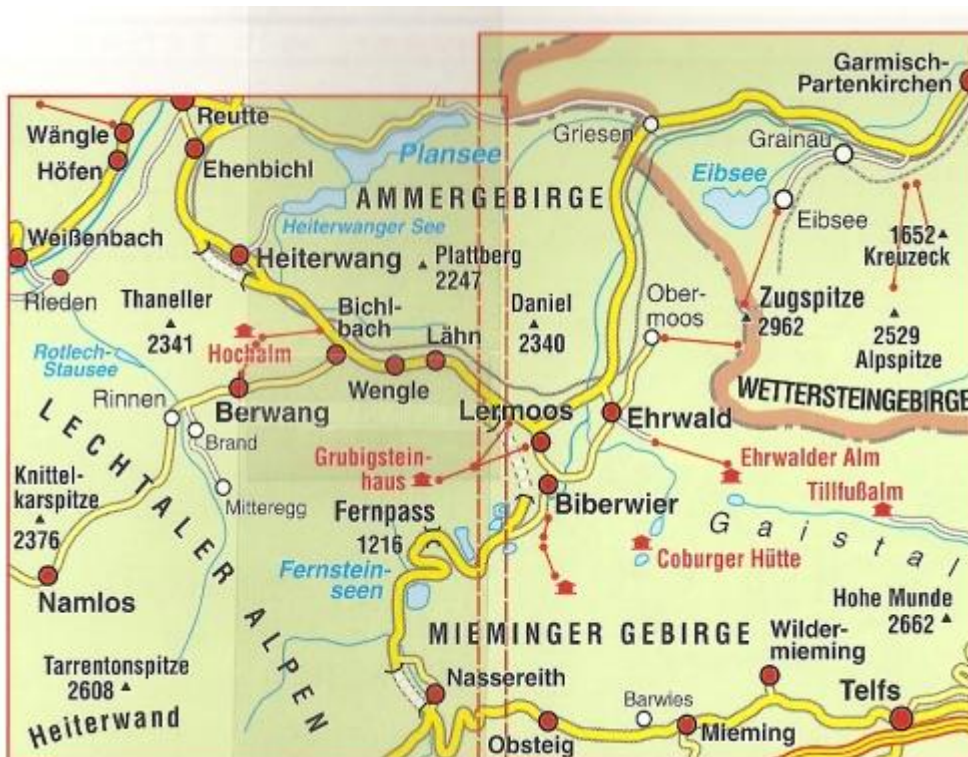 Garmisch-
Partenkirchen
Reutte
Wängle
Höfen
Ehenbichl
Griesen
Grainau
Plansee
Eibsee
AMMERGEBIRGE
Eibsee
Heiterwanger See
Weißenbach
Heiterwang
Plattberg
2247
1652
Kreuzeck
Rieden
Thaneller
2341
Bichl-
bach
Daniel
2340
Ober-
moos
Zugspitze
2962
2529
Alpspitze
Rotlech-
Stausee
Hochalm
Lähn
Wengle
WETTERSTEINGEBIRGE
Rinnen
Berwang
Lermoos
Ehrwald
Brand
LECHTALER ALPEN
Grubigstein-
haus
Ehrwalder Alm
Knittel-
karspitze
2376
Mitteregg
Tillfußalm
Fernpass
1216
Biberwier
Gaistal
Coburger Hütte
Fernstein-
seen
Namlos
Hohe Munde
2662
MIEMINGER GEBIRGE
Wilder-
mieming
Tarrentonspitze
2608
Nassereith
Telfs
Heiterwand
Barwies
Obsteig
Mieming